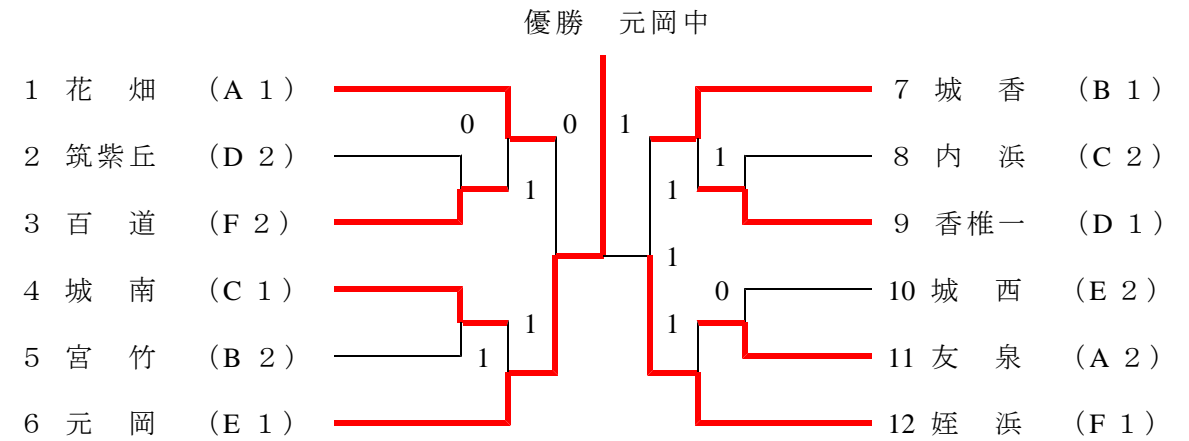 優勝 元岡中
1 花 畑 (A 1)
2 筑紫丘 (D 2)
3 百 道 (F 2)
4 城 南 (C 1)
5 宮 竹 (B 2)
6 元 岡 (E 1)
0
0
1
1
1
1
1
1
1
1
0
1
7 城 香 (B 1)
8 内 浜 (C 2)
9 香椎一 (D 1)
10 城 西 (E 2)
11 友 泉 (A 2)
12 姪 浜 (F 1)